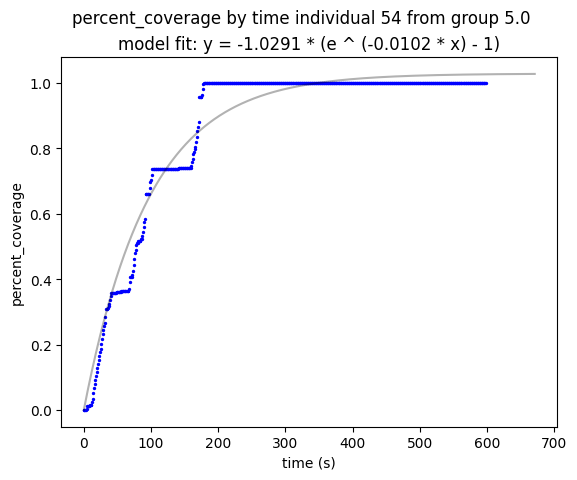 percent_coverage by time individual 54 from group 5.0
model fit: y = -1.0291 * (e ^ (-0.0102 * x) - 1)
1.0
0.8
0.6
0.4
0.2
0.0
percent_coverage
0 100 200 300 400 500 600 700
time (s)